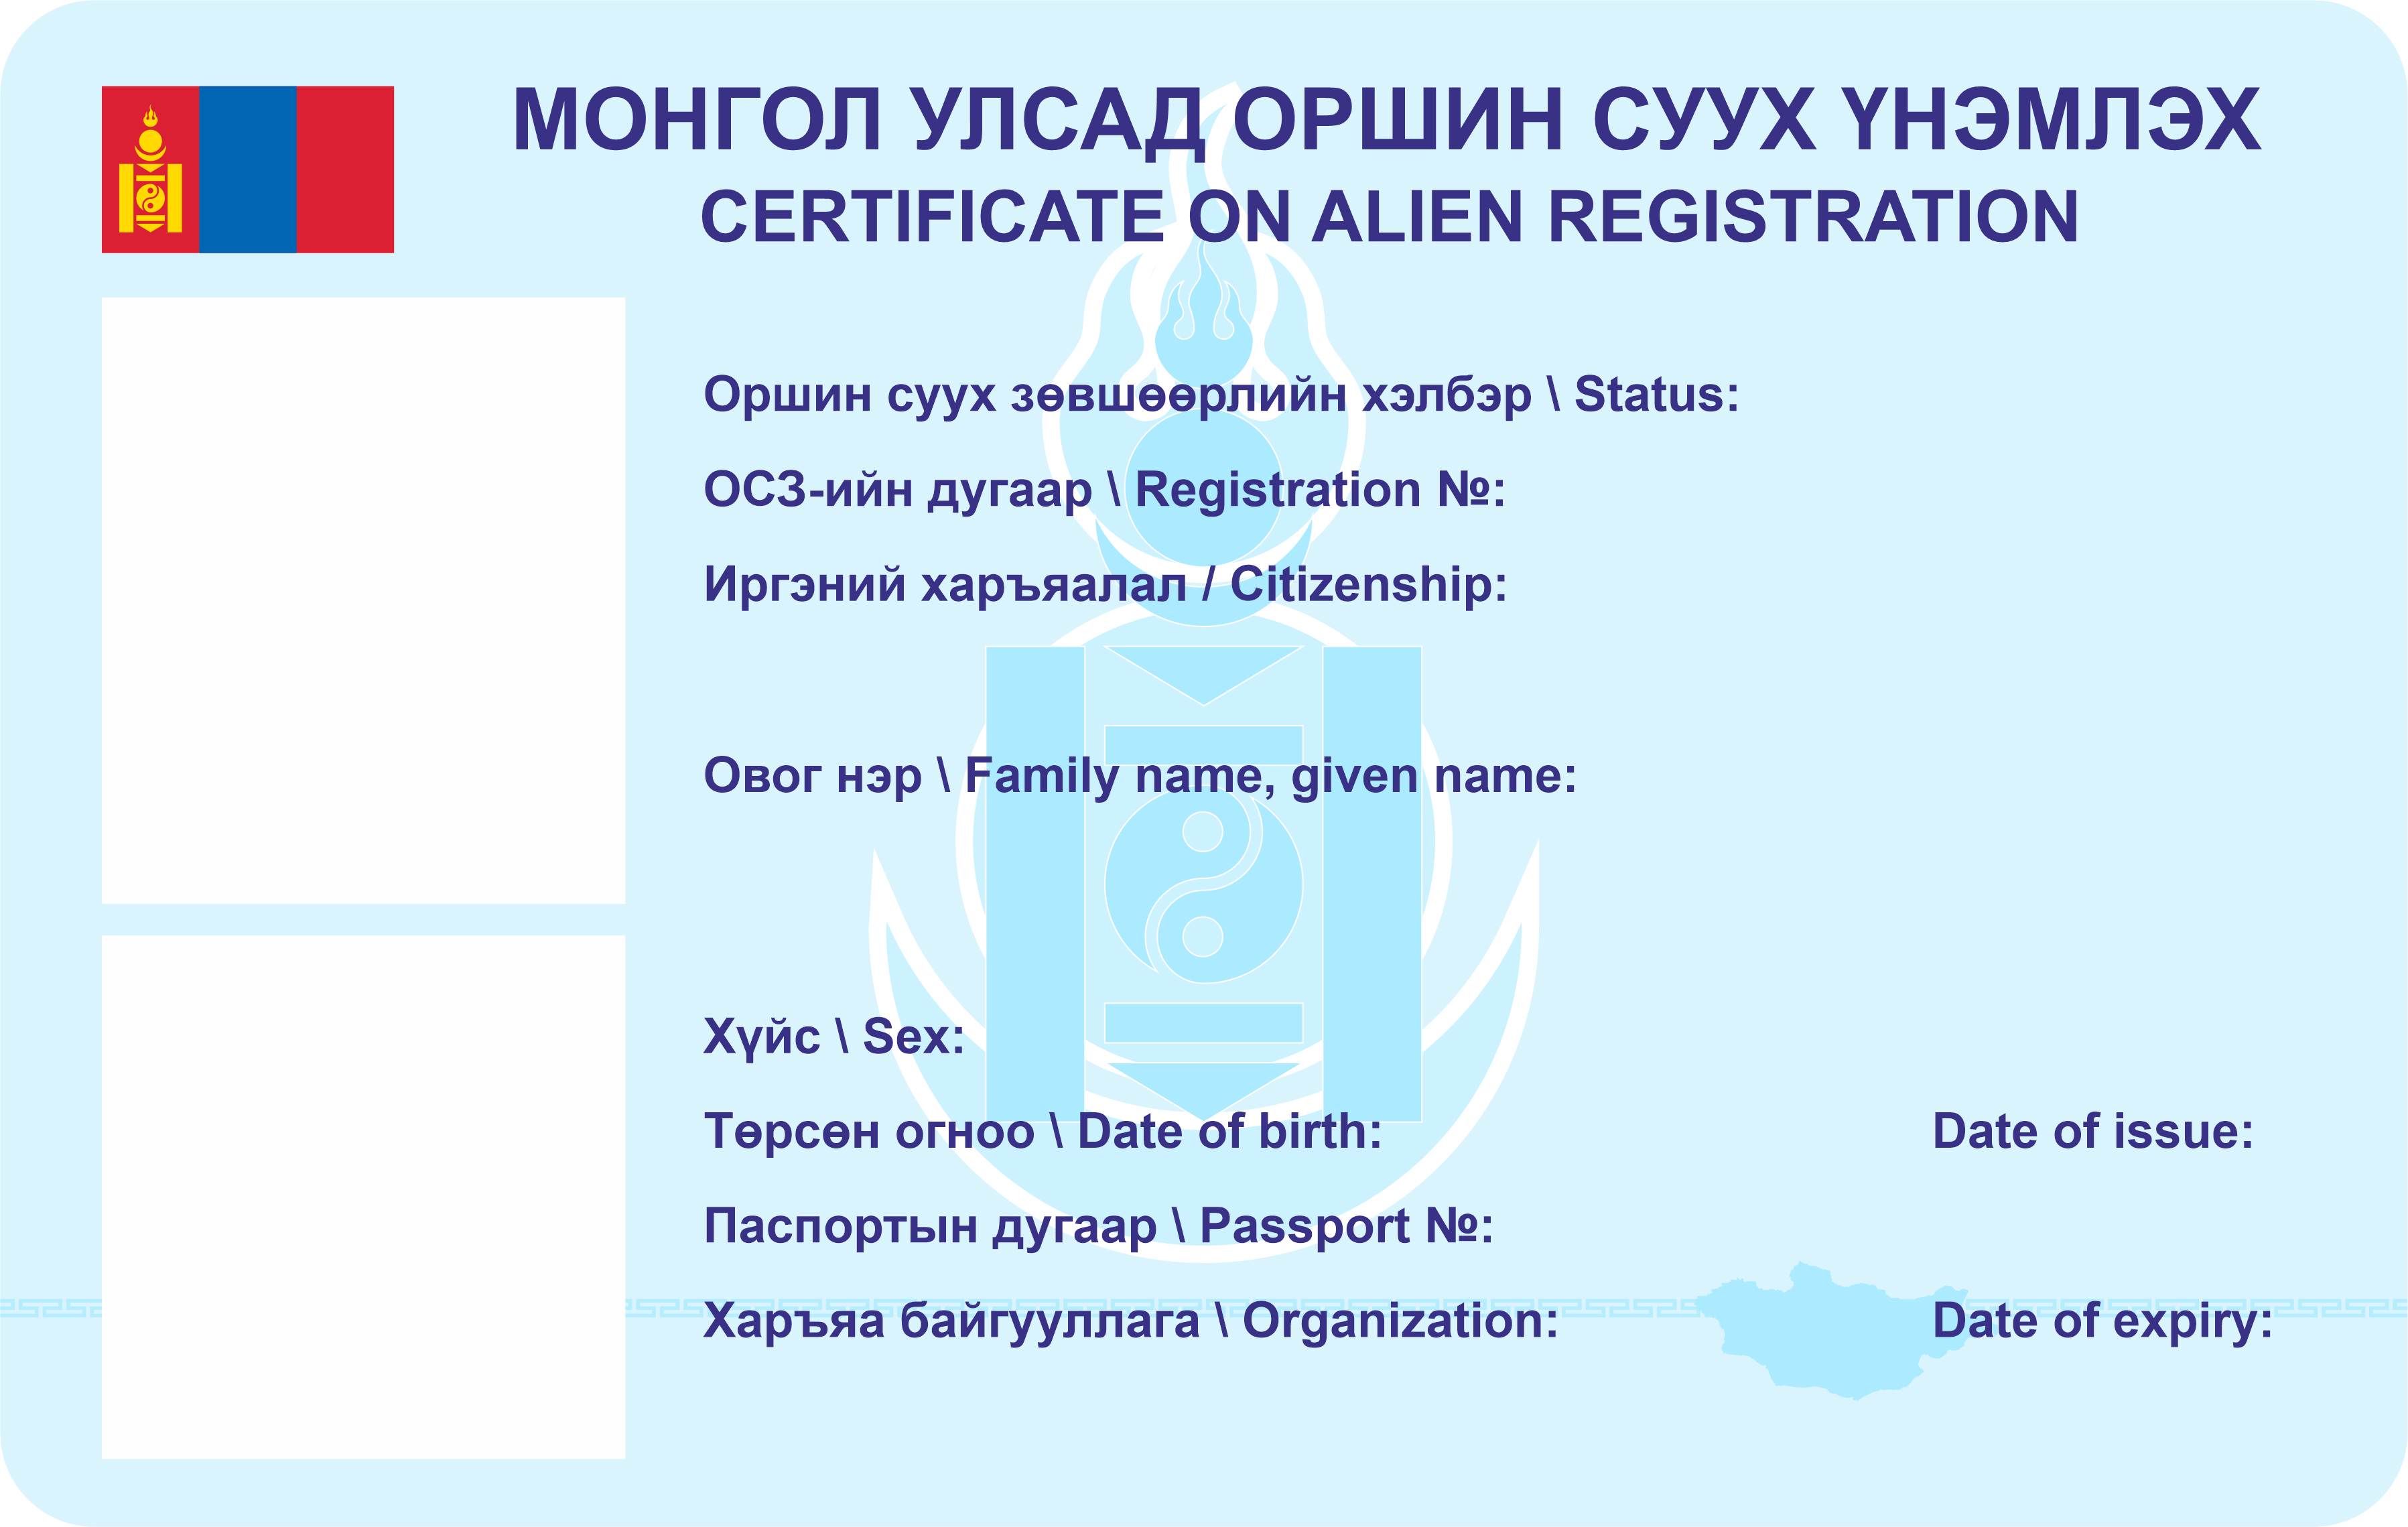 МОНГОЛ УЛСАД ОРШИН СУУХ ҮНЭМЛЭХ
CERTIFICATE ON ALIEN REGISTRATION
Оршин суух зөвшөөрлийн хэлбэр \ Status:
ОСЗ-ийн дугаар \ Registration №:
Иргэний харъяалал / Citizenship:
Овог нэр \ Family name, given name:
Хүйс \ Sex:
Төрсөн огноо \ Date of birth:
Date of issue:
Паспортын дугаар \ Passport №:
Харъяа байгууллага \ Organization:
Date of expiry: